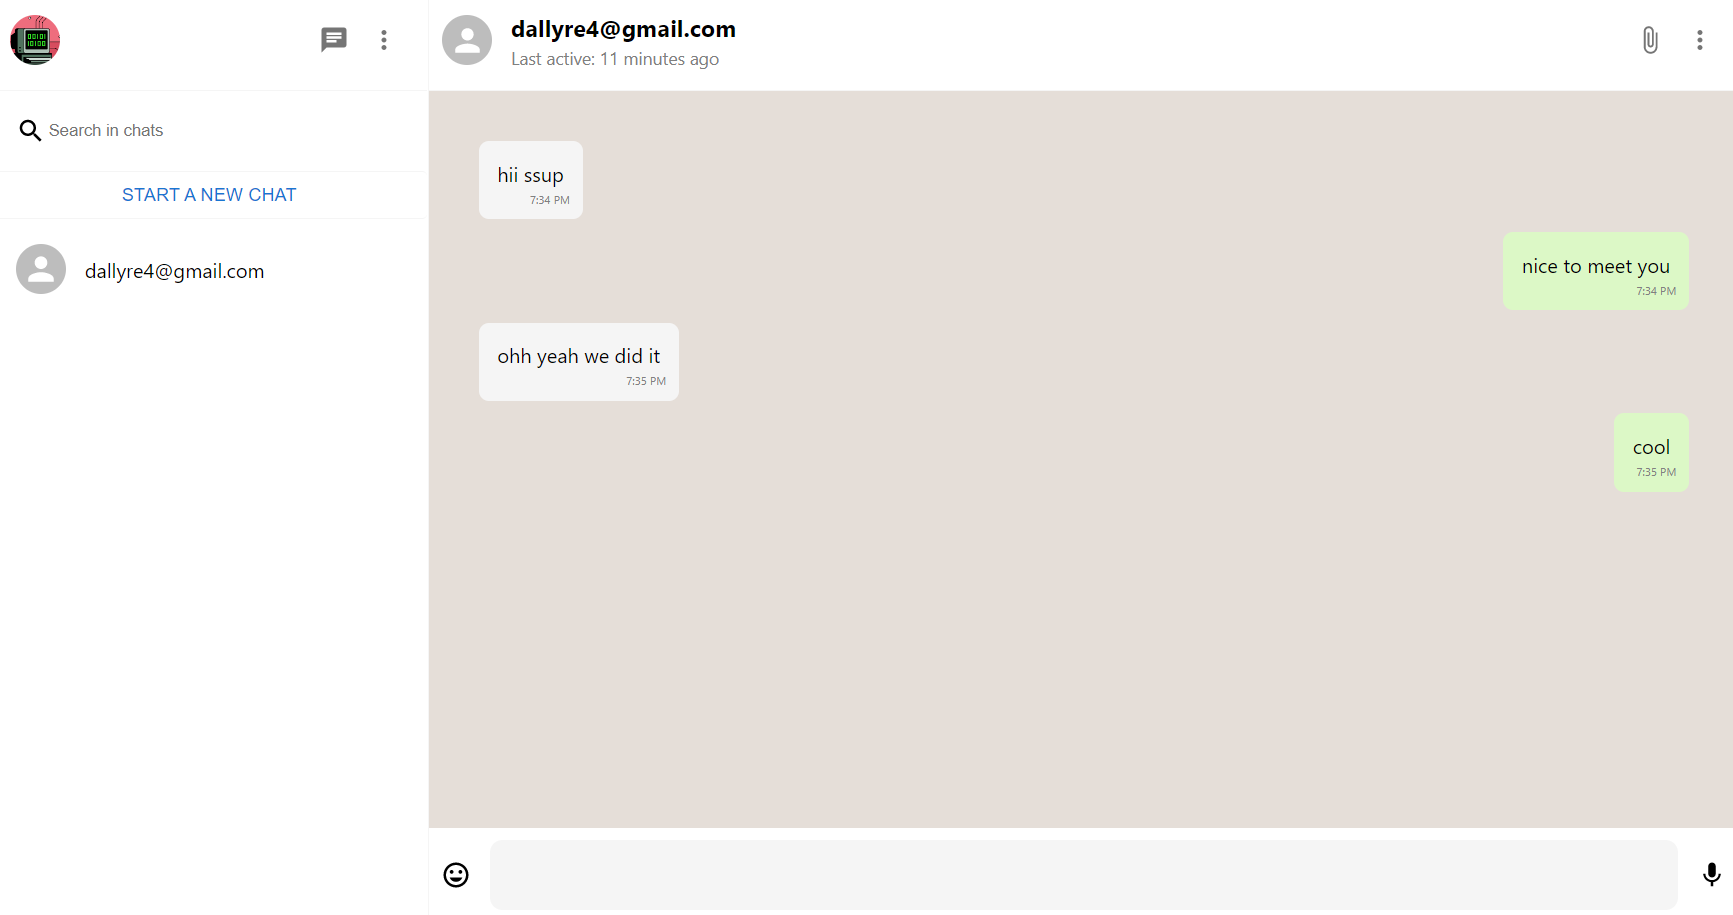 Search in chats
START A NEW CHAT
dallyre4@gmail.com
dallyre4@gmail.com
Last active: 11 minutes ago
hii ssup
7:34 PM
nice to meet you
7:34 PM
ohh yeah we did it
7:35 PM
cool
7:35 PM